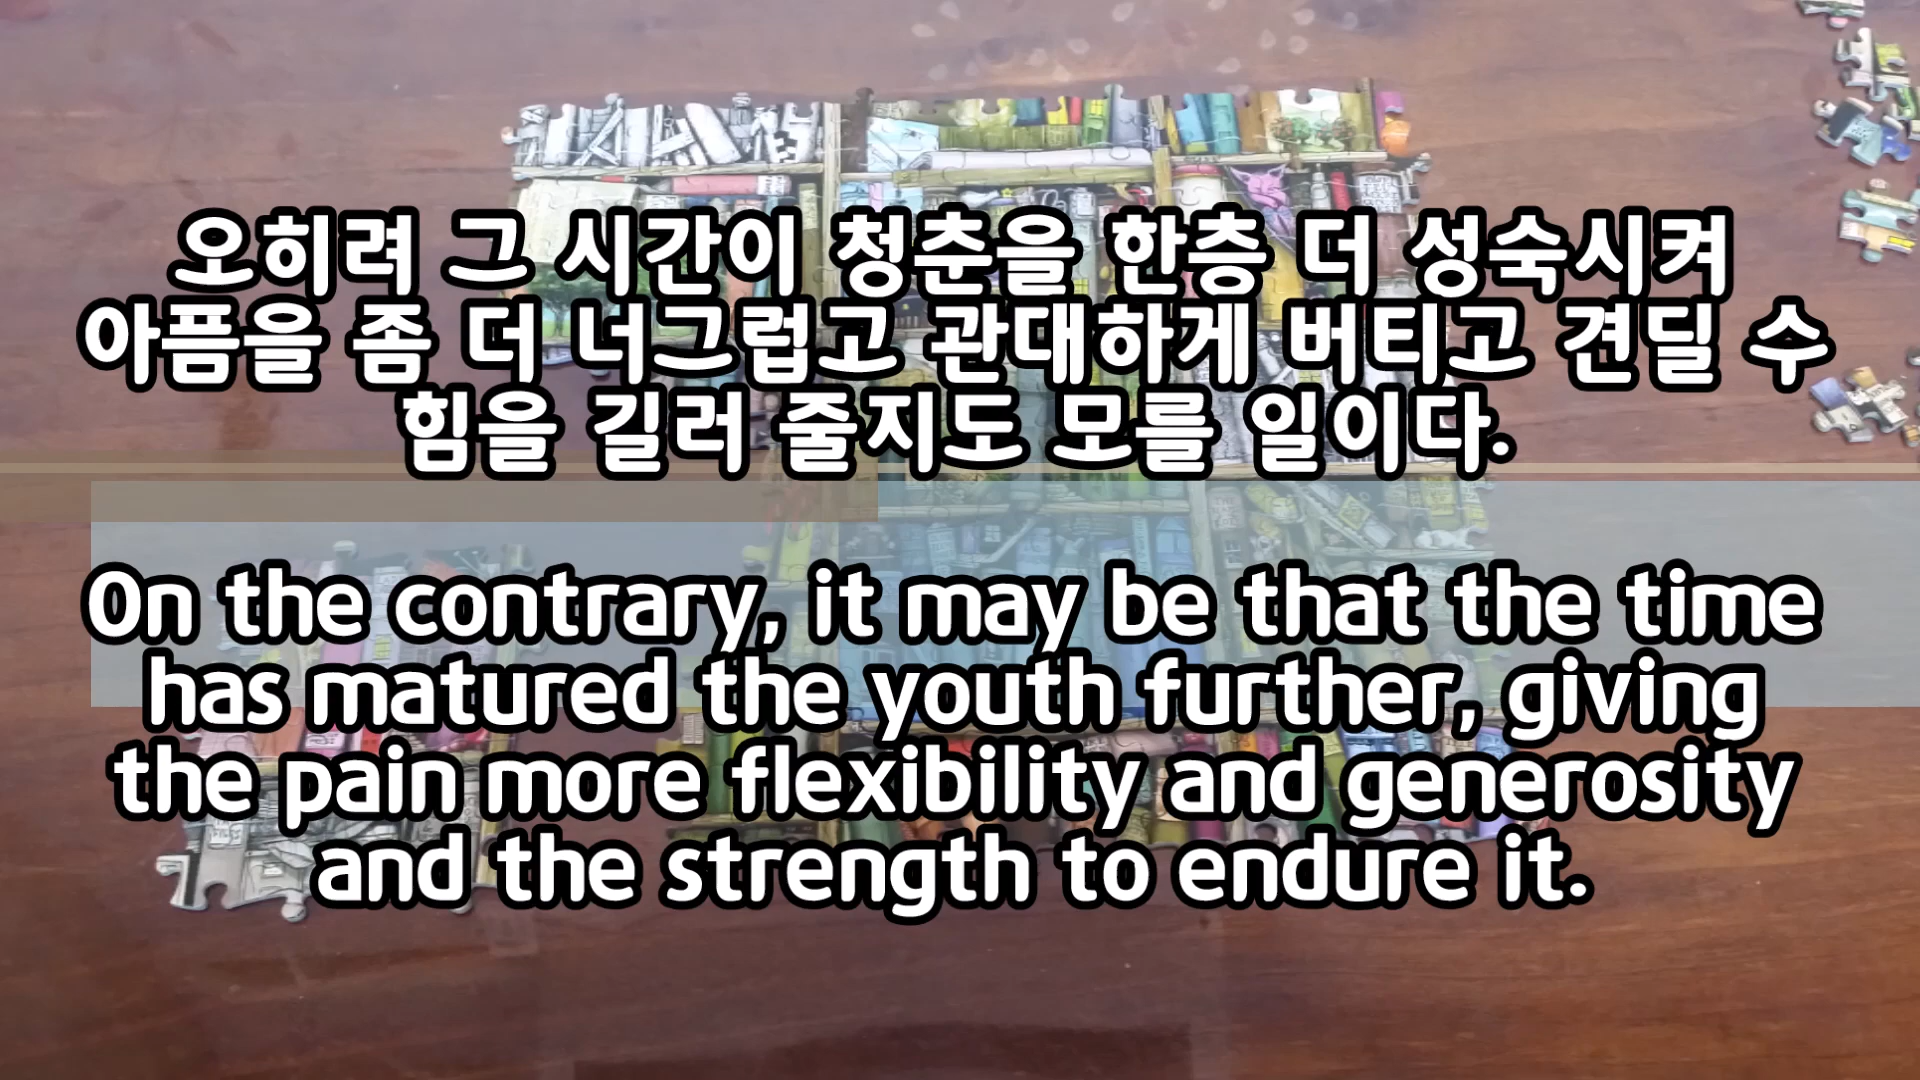 오히려 그 시간이 청춘을 한층 더 성숙시켜
아픔을 좀 더 너그럽고 관대하게 버티고 견딜 수
힘을 길러 줄지도 모를 일이다.
On the contrary, it may be that the time
has matured the youth further, giving
the pain more flexibility and generosity
and the strength to endure it.